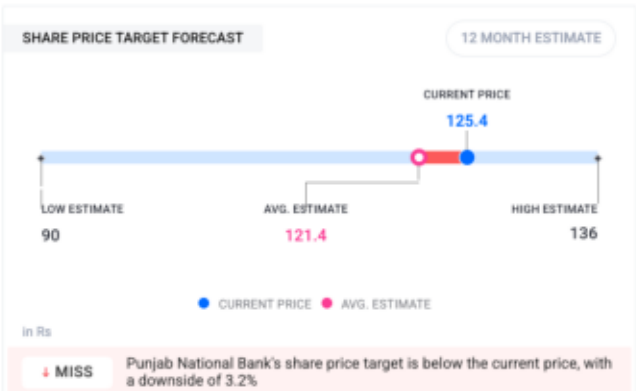 SHARE PRICE TARGET FORECAST
12 MONTH ESTIMATE
CURRENT PRICE
125.4
LOW ESTIMATE
AVG. ESTIMATE
HIGH ESTIMATE
90
121.4
136
CURRENT PRICE
AVG. ESTIMATE
in Rs
↓ MISS
Punjab National Bank's share price target is below the current price, with
a downside of 3.2%